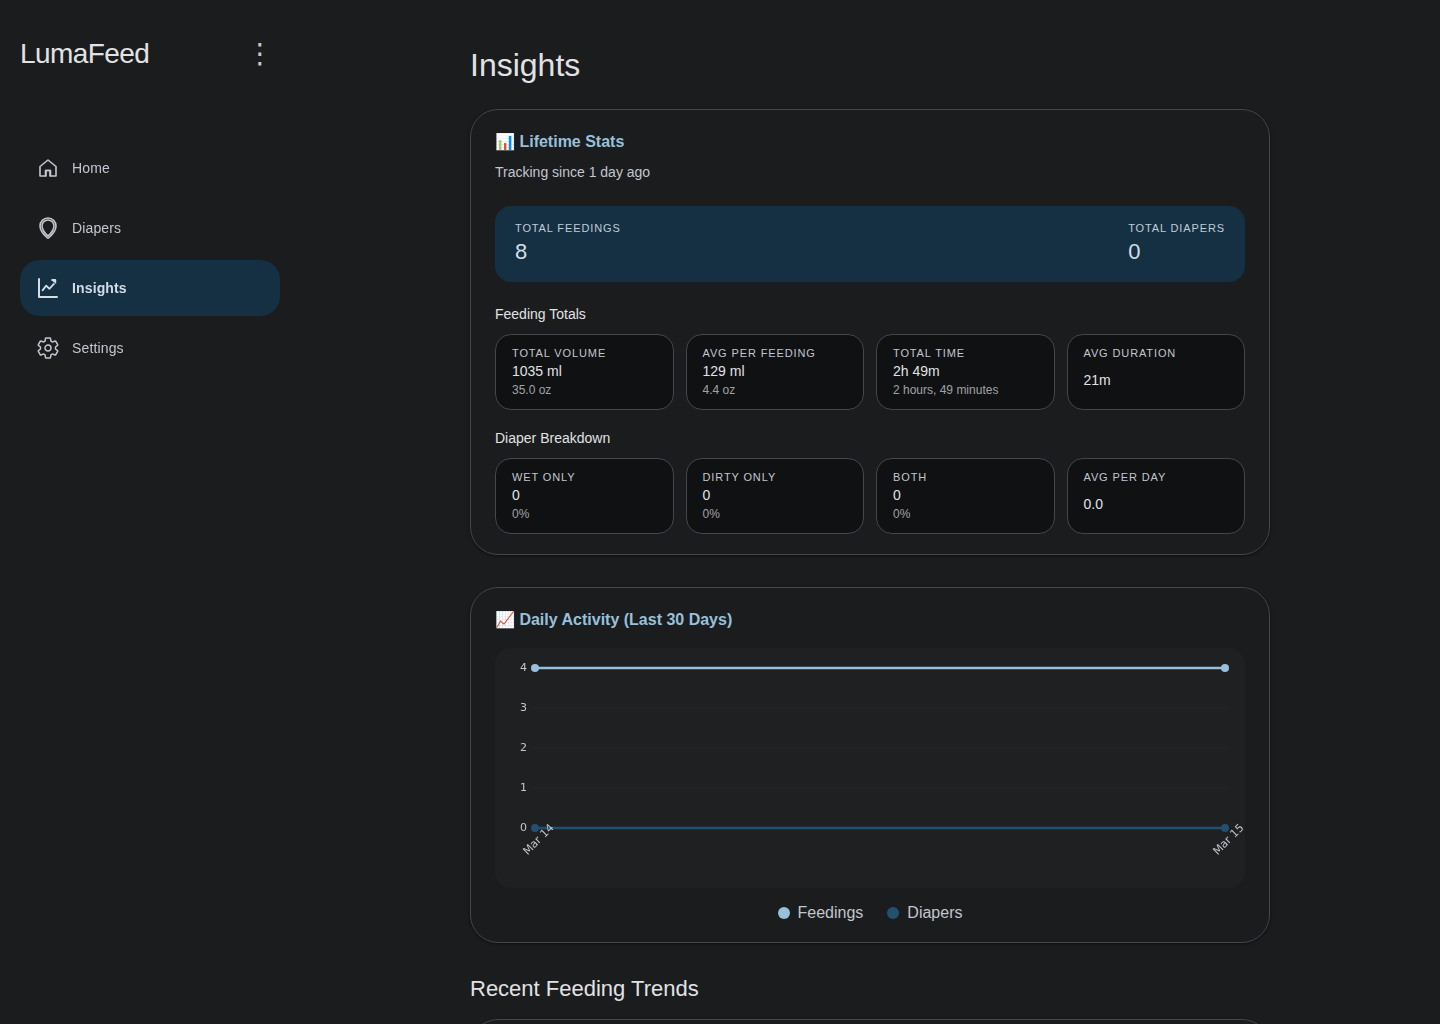 LumaFeed
Home
Diapers
Insights
Settings
Insights
📊 Lifetime Stats
Tracking since 1 day ago
TOTAL FEEDINGS TOTAL DIAPERS
8 0
Feeding Totals
TOTAL VOLUME AVG PER FEEDING TOTAL TIME AVG DURATION
1035 ml 129 ml 2h 49m 21m
35.0 oz 4.4 oz 2 hours, 49 minutes
Diaper Breakdown
WET ONLY DIRTY ONLY BOTH AVG PER DAY
0 0 0 0.0
0% 0% 0%
📈 Daily Activity (Last 30 Days)
4
3
2
1
0
Mar 14 Mar 15
Feedings Diapers
Recent Feeding Trends